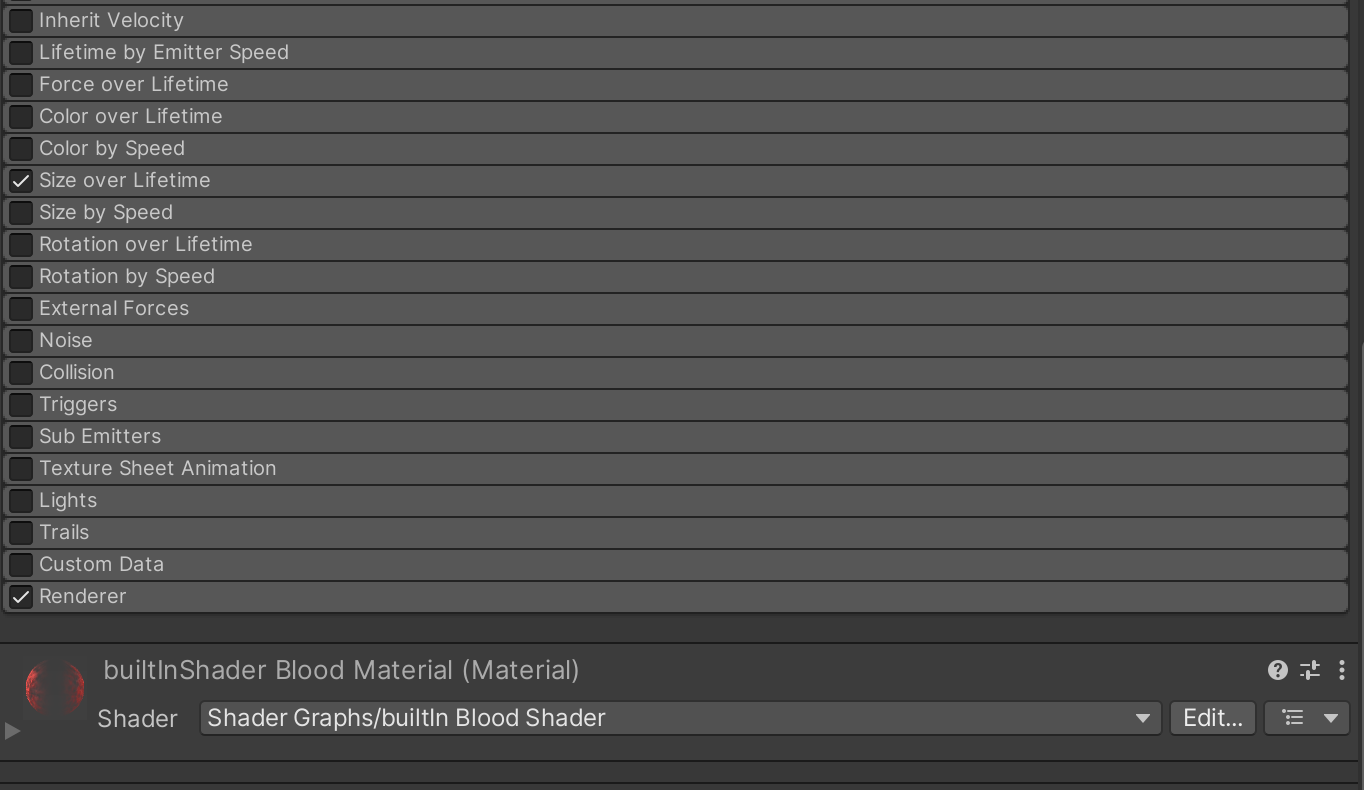 Inherit Velocity
Lifetime by Emitter Speed
Force over Lifetime
Color over Lifetime
Color by Speed
Size over Lifetime
Size by Speed
Rotation over Lifetime
Rotation by Speed
External Forces
Noise
Collision
Triggers
Sub Emitters
Texture Sheet Animation
Lights
Trails
Custom Data
Renderer
builtInShader Blood Material (Material)
Shader Shader Graphs/builtIn Blood Shader Edit...